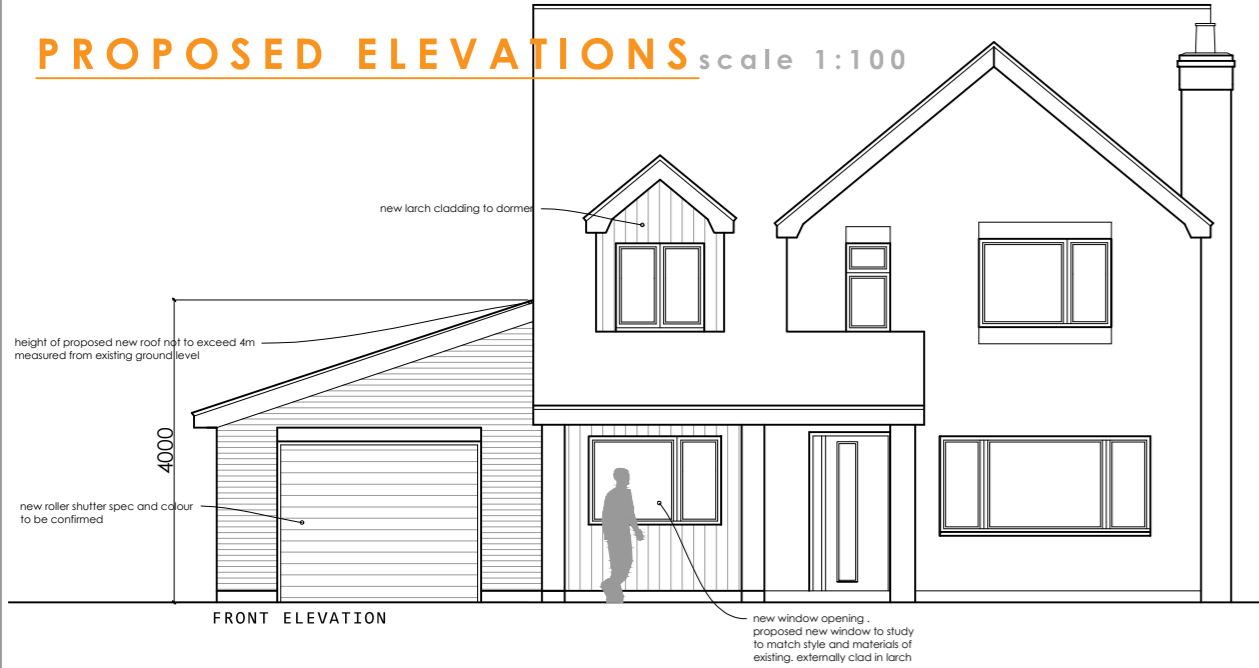 PROPOSED ELEVATIONS scale 1:100
new larch cladding to dormer
height of proposed new roof not to exceed 4m
measured from existing ground level
4000
new roller shutter spec and colour
to be confirmed
FRONT ELEVATION
new window opening .
proposed new window to study
to match style and materials of
existing. externally clad in larch